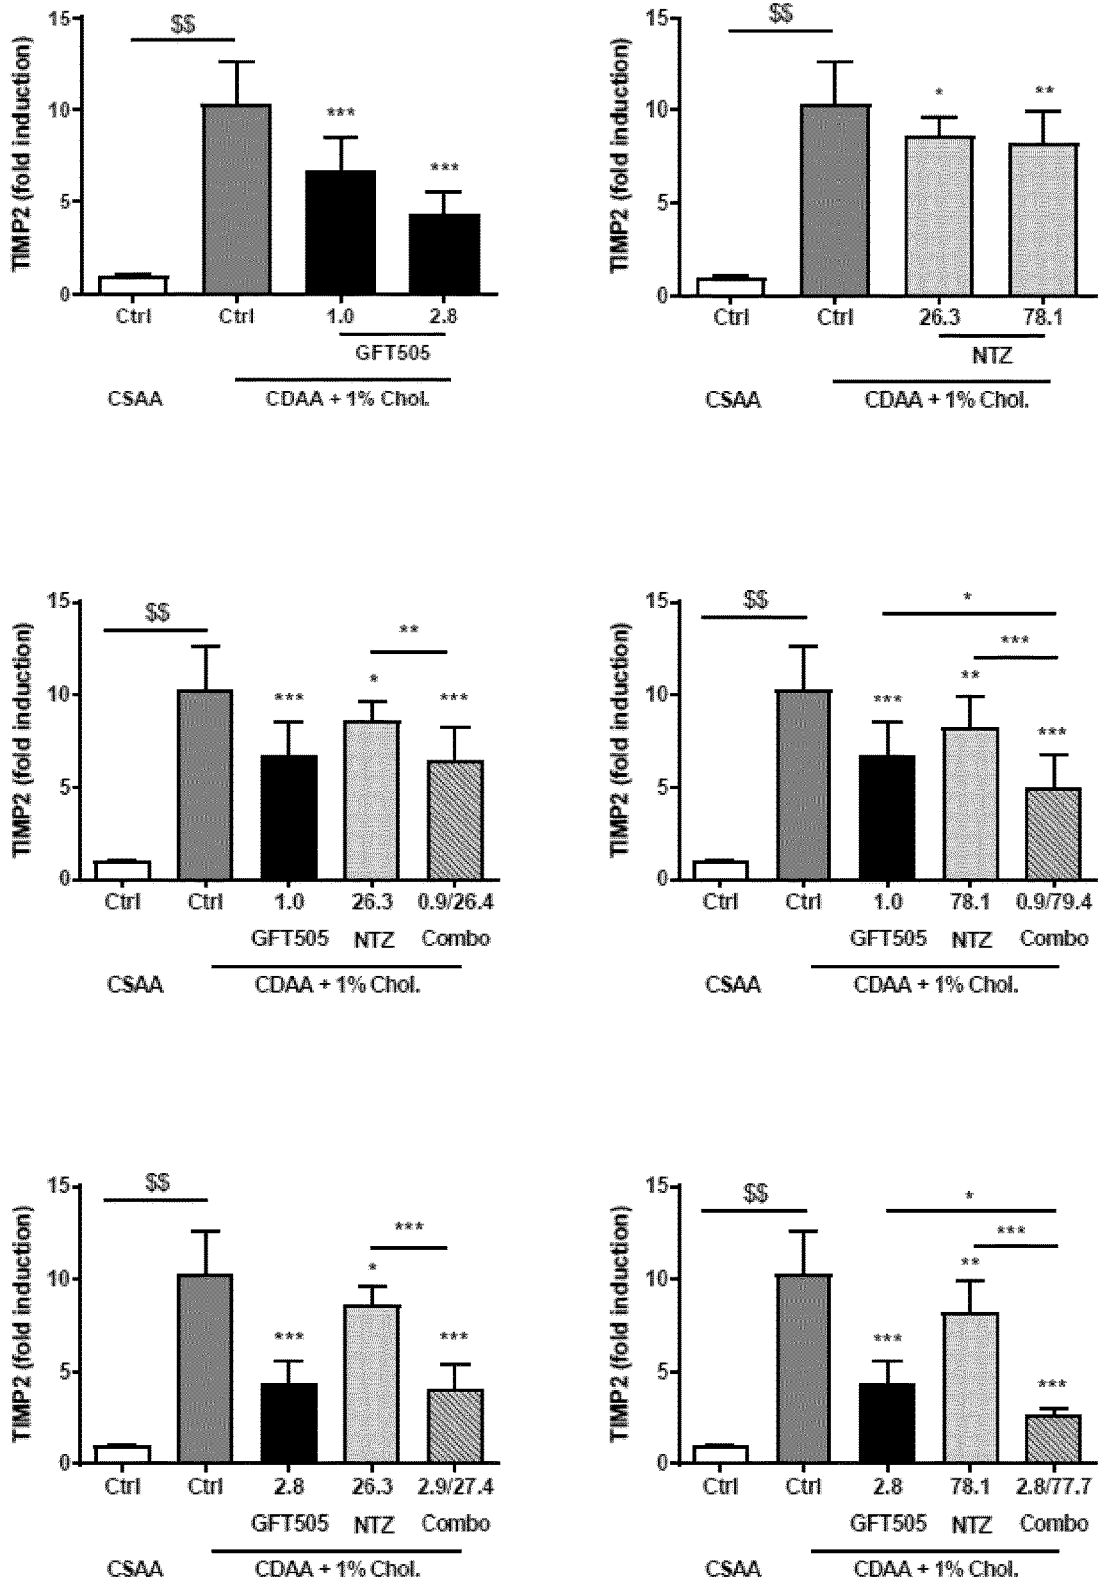 TIMP2 (fold induction)
15
10
5
0
$$
***
***
Ctrl Ctrl 1.0 2.8
GFT505
CSAA CDAA + 1% Chol.
TIMP2 (fold induction)
15
10
5
0
$$
*
**
Ctrl Ctrl 26.3 78.1
NTZ
CSAA CDAA + 1% Chol.
TIMP2 (fold induction)
15
10
5
0
$$
**
***
*
***
Ctrl Ctrl 1.0 26.3 0.9/26.4
GFT505 NTZ Combo
CSAA CDAA + 1% Chol.
TIMP2 (fold induction)
15
10
5
0
$$
*
***
***
**
***
Ctrl Ctrl 1.0 78.1 0.9/79.4
GFT505 NTZ Combo
CSAA CDAA + 1% Chol.
TIMP2 (fold induction)
15
10
5
0
$$
***
***
*
***
Ctrl Ctrl 2.8 26.3 2.9/27.4
GFT505 NTZ Combo
CSAA CDAA + 1% Chol.
TIMP2 (fold induction)
15
10
5
0
$$
*
***
***
**
***
Ctrl Ctrl 2.8 78.1 2.8/77.7
GFT505 NTZ Combo
CSAA CDAA + 1% Chol.